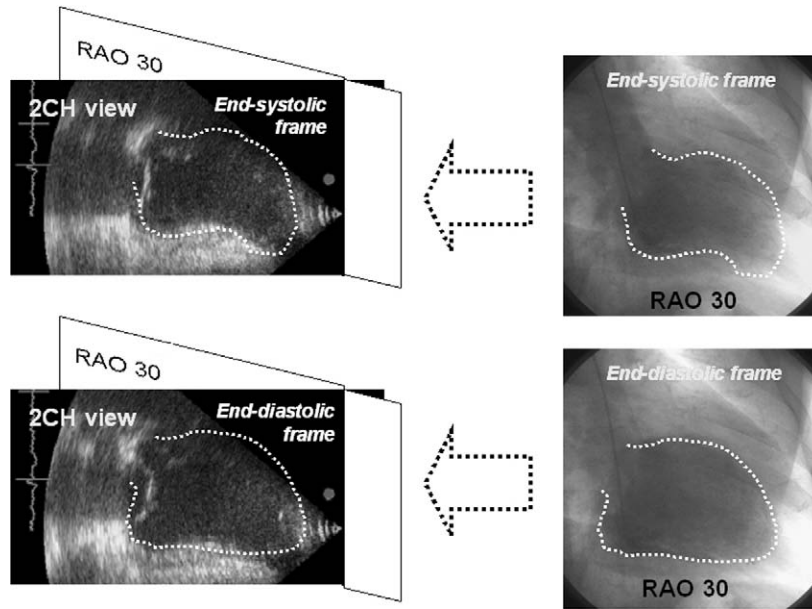 RAO 30
2CH view
End-systolic
frame
End-systolic frame
RAO 30
RAO 30
2CH view
End-diastolic
frame
End-diastolic frame
RAO 30